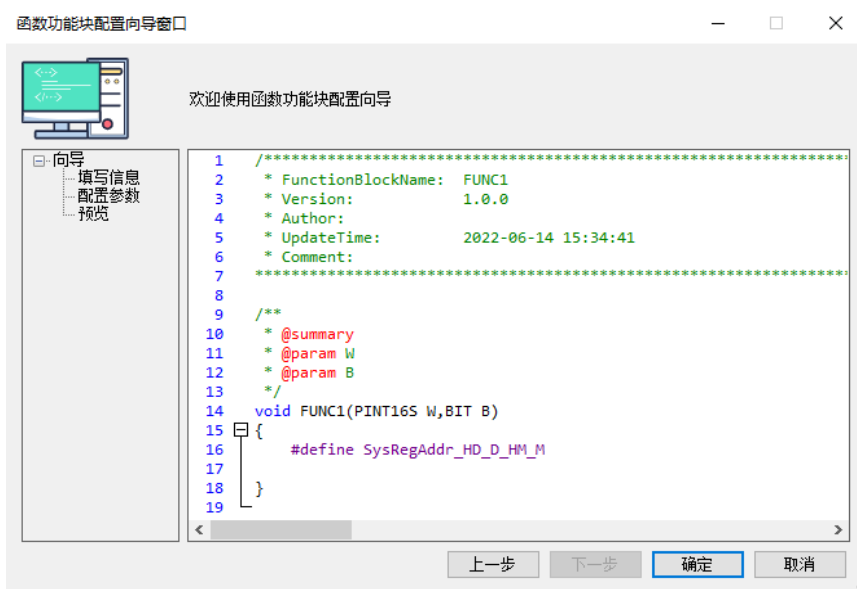 函数功能块配置向导窗口
欢迎使用函数功能块配置向导
向导
填写信息
配置参数
预览
1 /*****************************************************************
2 * FunctionBlockName: FUNC1
3 * Version: 1.0.0
4 * Author:
5 * UpdateTime: 2022-06-14 15:34:41
6 * Comment:
7 ******************************************************************
8
9 /**
10 * @summary
11 * @param W
12 * @param B
13 */
14 void FUNC1(PINT16S W,BIT B)
15 {
16 #define SysRegAddr_HD_D_HM_M
17
18 }
19
上一步 下一步 确定 取消